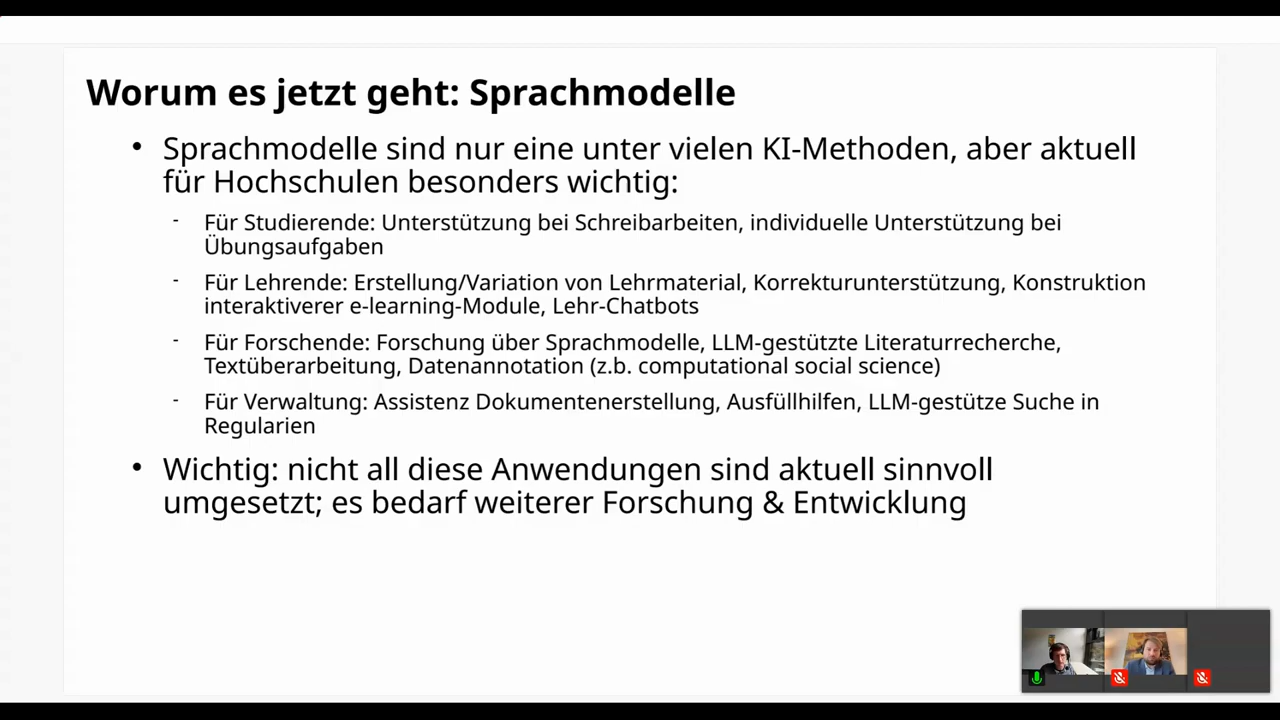 Worum es jetzt geht: Sprachmodelle
• Sprachmodelle sind nur eine unter vielen KI-Methoden, aber aktuell
für Hochschulen besonders wichtig:
- Für Studierende: Unterstützung bei Schreibarbeiten, individuelle Unterstützung bei
Übungsaufgaben
- Für Lehrende: Erstellung/Variation von Lehrmaterial, Korrekturunterstützung, Konstruktion
interaktiverer e-learning-Module, Lehr-Chatbots
- Für Forschende: Forschung über Sprachmodelle, LLM-gestützte Literaturrecherche,
Textüberarbeitung, Datenannotation (z.b. computational social science)
- Für Verwaltung: Assistenz Dokumentenerstellung, Ausfüllhilfen, LLM-gestütze Suche in
Regularien
• Wichtig: nicht all diese Anwendungen sind aktuell sinnvoll
umgesetzt; es bedarf weiterer Forschung & Entwicklung